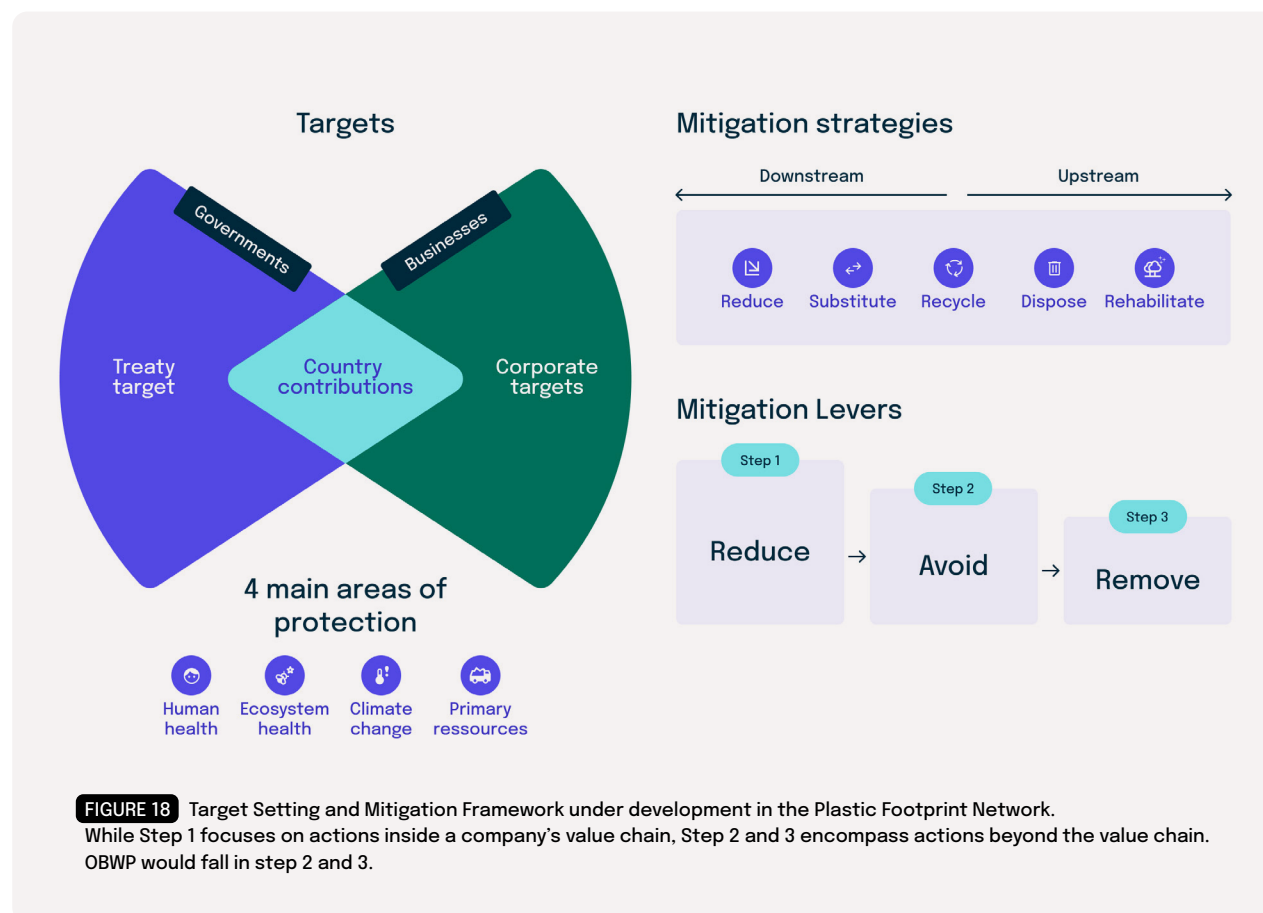 Targets
Governments
Businesses
Treaty
target
Country
contributions
Corporate
targets
4 main areas of
protection
Human
health
Ecosystem
health
Climate
change
Primary
ressources
Mitigation strategies
Downstream
Upstream
Reduce
Substitute
Recycle
Dispose
Rehabilitate
Mitigation Levers
Step 1
Reduce
Step 2
Avoid
Step 3
Remove
FIGURE 18 Target Setting and Mitigation Framework under development in the Plastic Footprint Network.
While Step 1 focuses on actions inside a company’s value chain, Step 2 and 3 encompass actions beyond the value chain.
OBWP would fall in step 2 and 3.